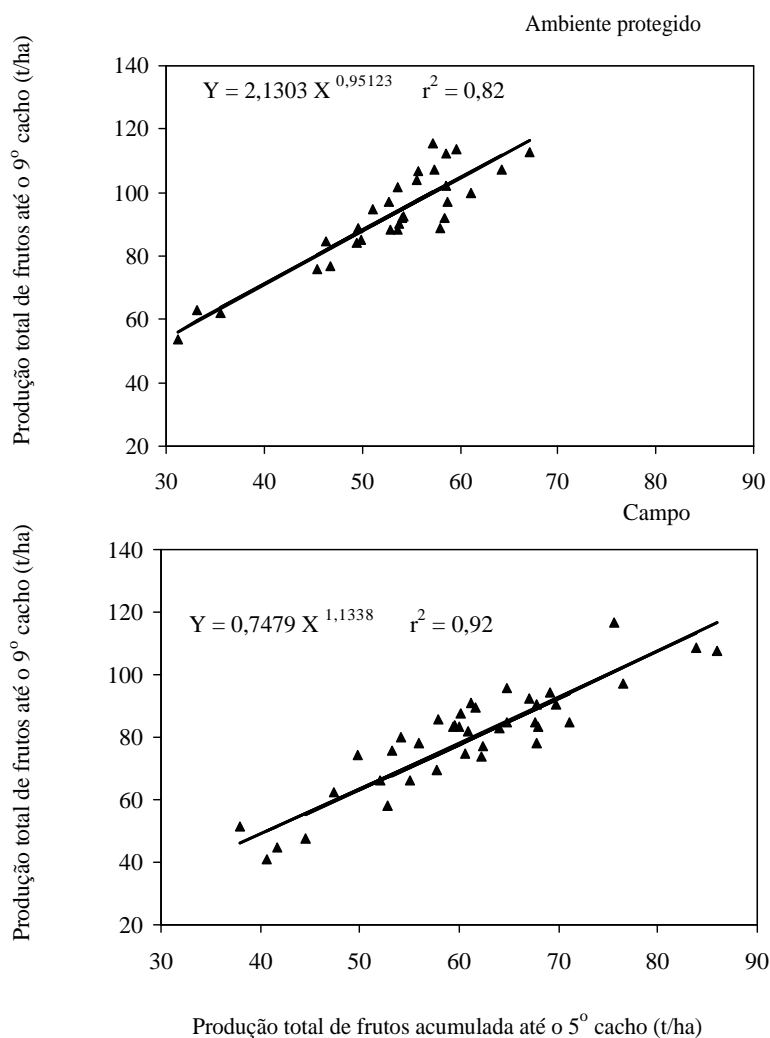 Ambiente protegido
Produção total de frutos até o 9º cacho (t/ha)
Y = 2,1303 X^0,95123 r² = 0,82
140
120
100
80
60
40
20
30 40 50 60 70 80 90
Campo
Produção total de frutos até o 9º cacho (t/ha)
Y = 0,7479 X^1,1338 r² = 0,92
140
120
100
80
60
40
20
30 40 50 60 70 80 90
Produção total de frutos acumulada até o 5º cacho (t/ha)